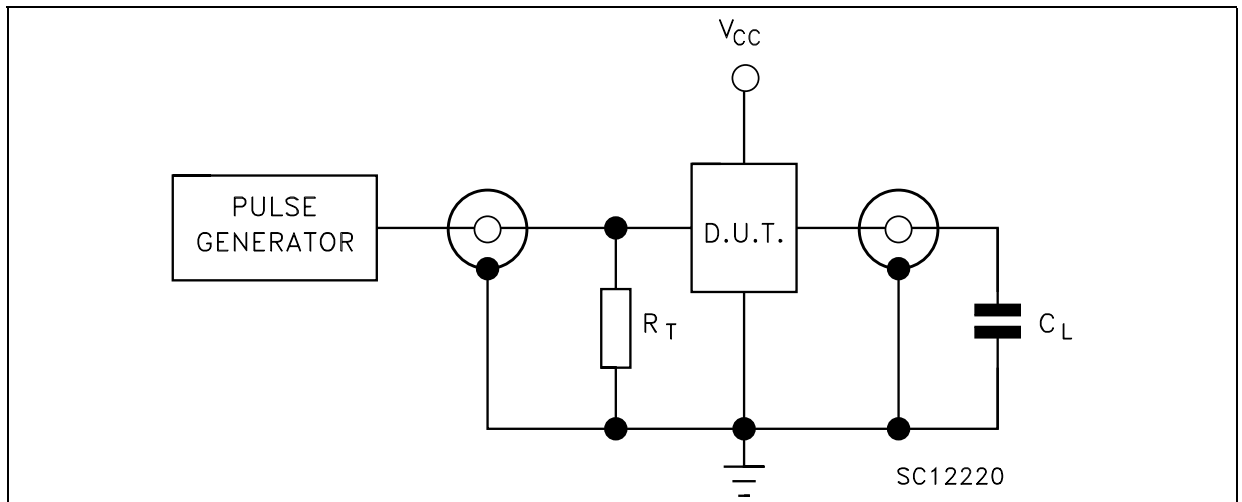 V_CC
PULSE
GENERATOR
D.U.T.
R_T
C_L
SC12220